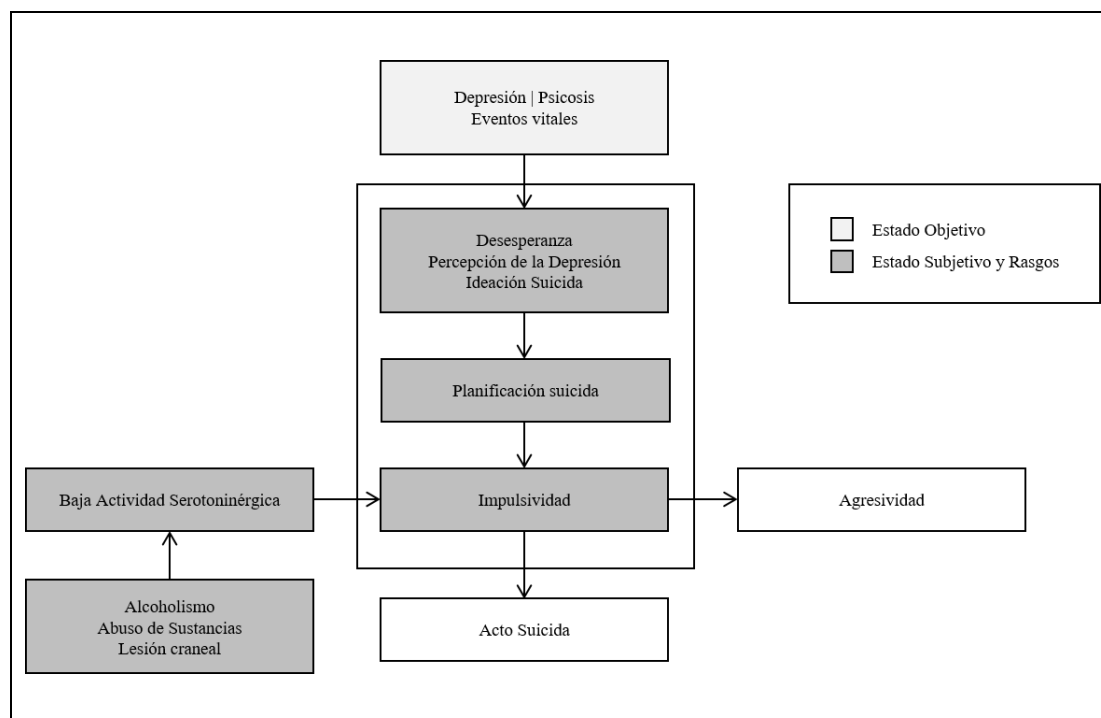 Depresión | Psicosis
Eventos vitales
Desesperanza
Percepción de la Depresión
Ideación Suicida
Estado Objetivo
Estado Subjetivo y Rasgos
Planificación suicida
Baja Actividad Serotoninérgica
Impulsividad
Agresividad
Alcoholismo
Abuso de Sustancias
Lesión craneal
Acto Suicida